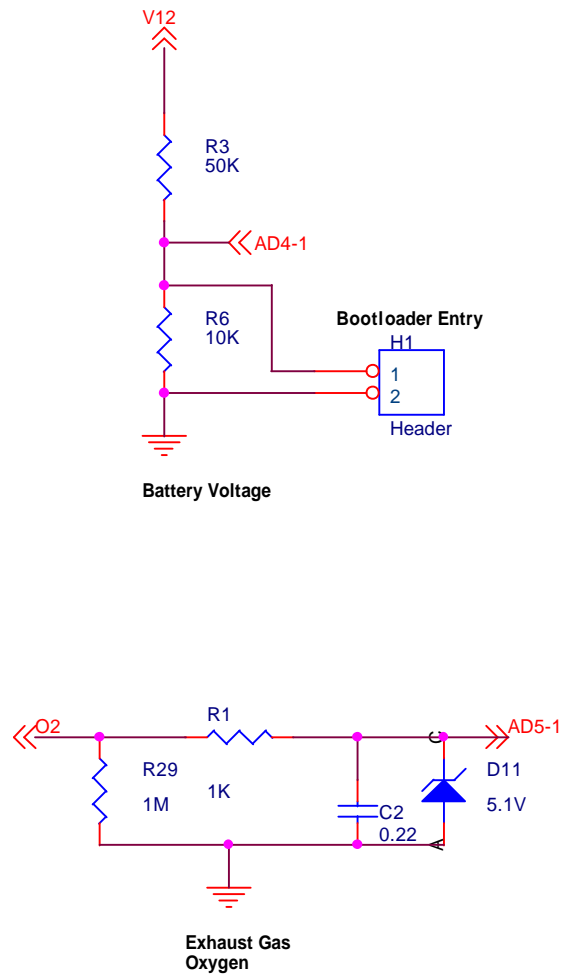 V12
R3
50K
AD4-1
R6
10K
Bootloader Entry
H1
1
2
Header
Battery Voltage
O2
R1
AD5-1
R29
1M
1K
C
D11
5.1V
C2
0.22
A
Exhaust Gas
Oxygen